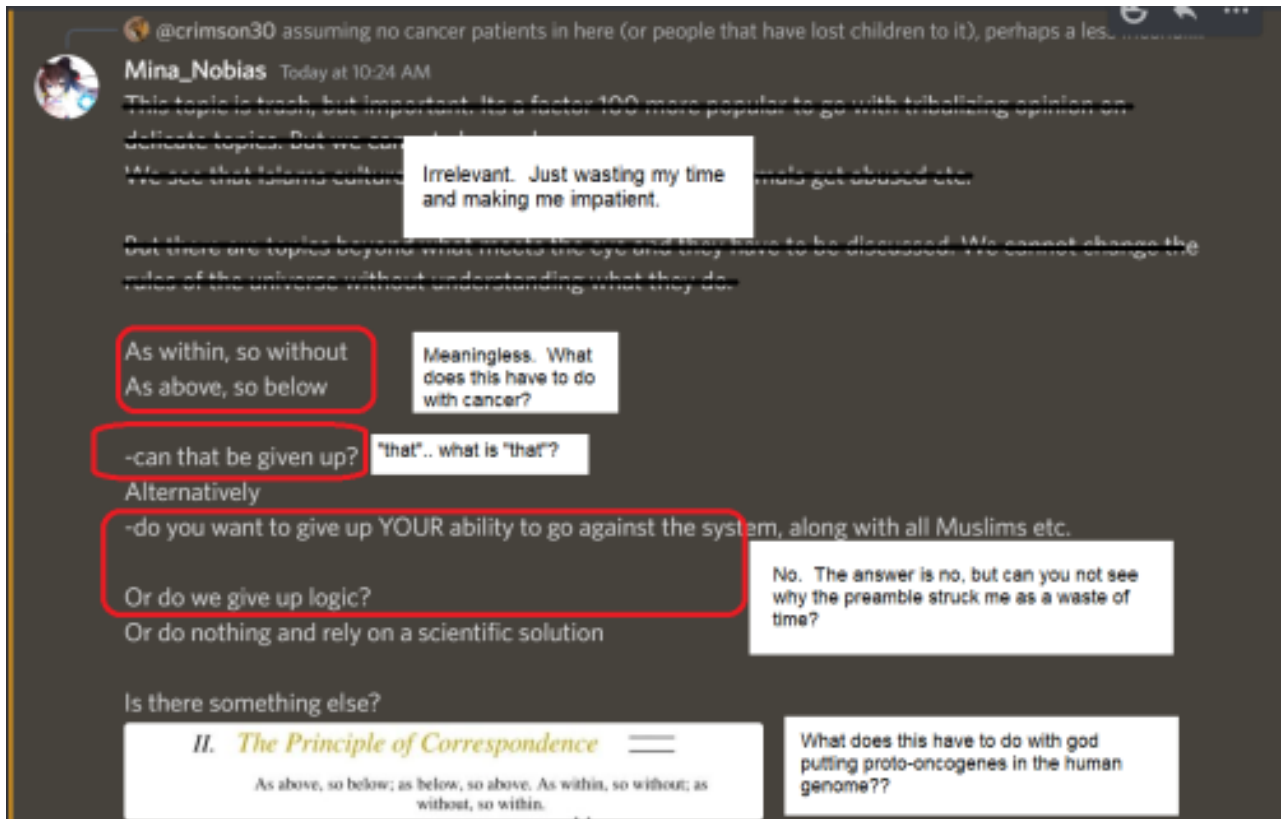 @crimson30 assuming no cancer patients in here (or people that have lost children to it), perhaps a less
Mina_Nobias Today at 10:24 AM
This topic is trash, but important. Its a factor 100 more popular to go with tribalizing opinion on
delicate topics. But we
We see that Islams culture get abused etc.
Irrelevant. Just wasting my time
and making me impatient.
But there are topics beyond what meets the eye and they have to be discussed. We cannot change the
rules of the universe without understanding what they do.
As within, so without
As above, so below
Meaningless. What
does this have to do
with cancer?
-can that be given up?
"that".. what is "that"?
Alternatively
-do you want to give up YOUR ability to go against the system, along with all Muslims etc.
Or do we give up logic?
Or do nothing and rely on a scientific solution
No. The answer is no, but can you not see
why the preamble struck me as a waste of
time?
Is there something else?
II. The Principle of Correspondence
As above, so below; as below, so above. As within, so without; as
without, so within.
What does this have to do with god
putting proto-oncogenes in the human
genome??